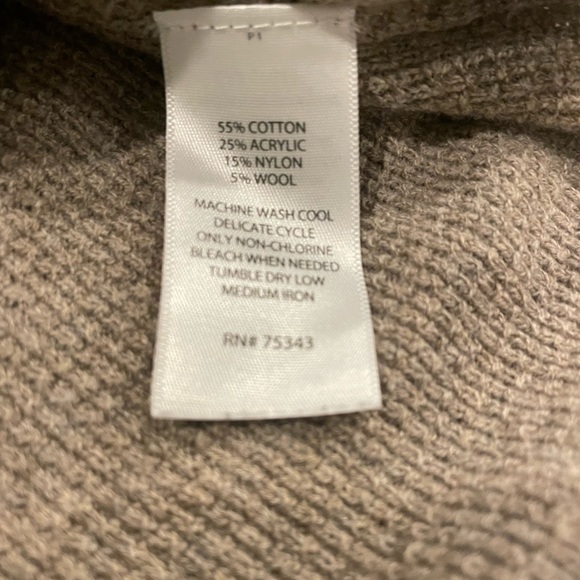 P1
55% COTTON
25% ACRYLIC
15% NYLON
5% WOOL
MACHINE WASH COOL
DELICATE CYCLE
ONLY NON-CHLORINE
BLEACH WHEN NEEDED
TUMBLE DRY LOW
MEDIUM IRON
RN# 75343